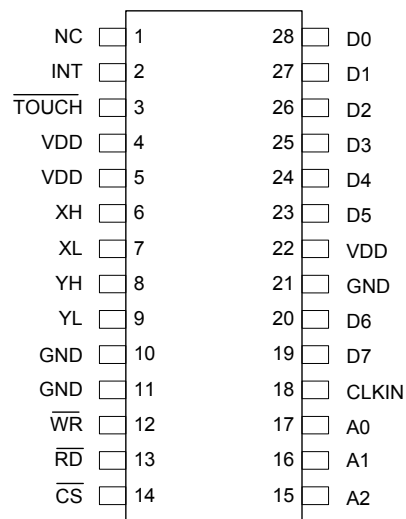 NC 1 28 D0
INT 2 27 D1
TOUCH 3 26 D2
VDD 4 25 D3
VDD 5 24 D4
XH 6 23 D5
XL 7 22 VDD
YH 8 21 GND
YL 9 20 D6
GND 10 19 D7
GND 11 18 CLKIN
WR 12 17 A0
RD 13 16 A1
CS 14 15 A2